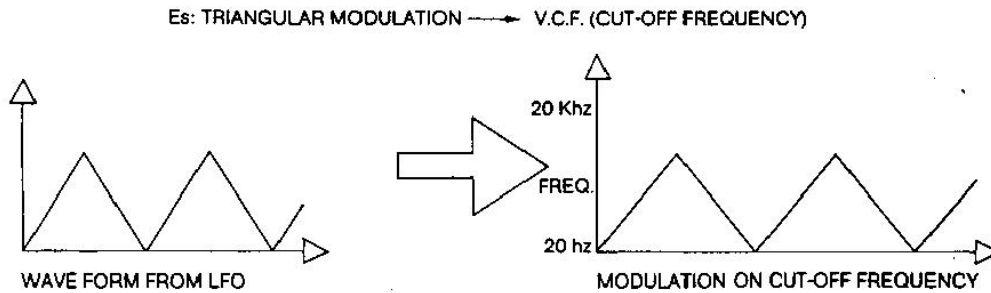 Es: TRIANGULAR MODULATION → V.C.F. (CUT-OFF FREQUENCY)
20 Khz
FREQ.
20 hz
WAVE FORM FROM LFO
MODULATION ON CUT-OFF FREQUENCY